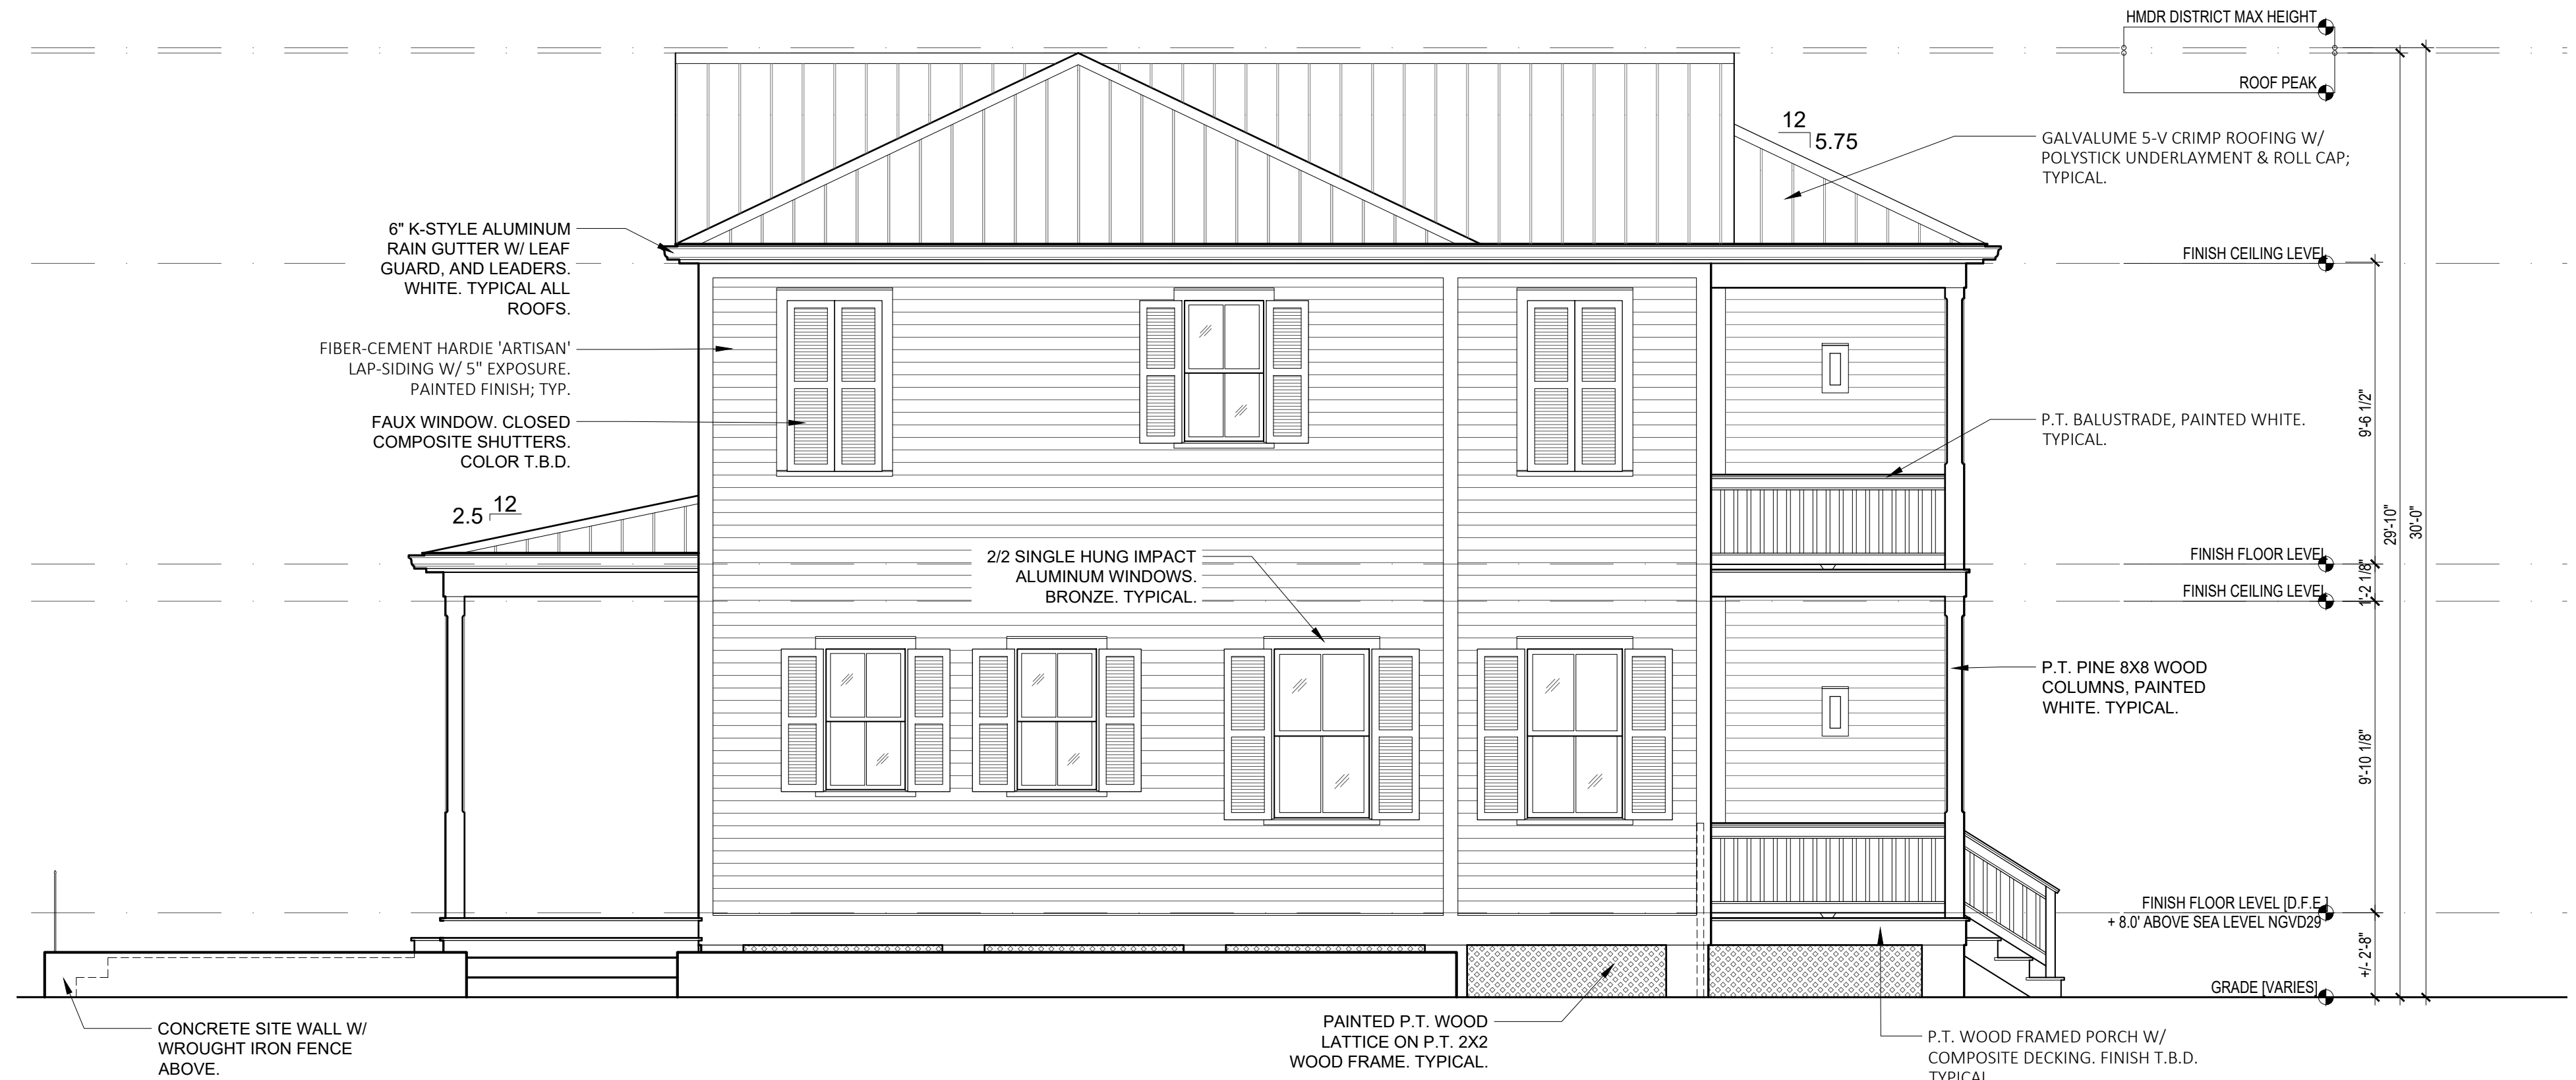 HMDR DISTRICT MAX HEIGHT
ROOF PEAK
12
5.75
GALVALUME 5-V CRIMP ROOFING W/
POLYSTICK UNDERLAYMENT & ROLL CAP;
TYPICAL.
6" K-STYLE ALUMINUM
RAIN GUTTER W/ LEAF
GUARD, AND LEADERS.
WHITE. TYPICAL ALL
ROOFS.
FINISH CEILING LEVEL
FIBER-CEMENT HARDIE 'ARTISAN'
LAP-SIDING W/ 5" EXPOSURE.
PAINTED FINISH; TYP.
FAUX WINDOW. CLOSED
COMPOSITE SHUTTERS.
COLOR T.B.D.
9'-6 1/2"
P.T. BALUSTRADE, PAINTED WHITE.
TYPICAL.
12
2.5
29'-10"
30'-0"
2/2 SINGLE HUNG IMPACT
ALUMINUM WINDOWS.
BRONZE. TYPICAL.
FINISH FLOOR LEVEL
1'-2 1/8"
FINISH CEILING LEVEL
P.T. PINE 8X8 WOOD
COLUMNS, PAINTED
WHITE. TYPICAL.
9'-10 1/8"
FINISH FLOOR LEVEL [D.F.E.]
+ 8.0' ABOVE SEA LEVEL NGVD29
+/- 2'-8"
GRADE [VARIES]
CONCRETE SITE WALL W/
WROUGHT IRON FENCE
ABOVE.
PAINTED P.T. WOOD
LATTICE ON P.T. 2X2
WOOD FRAME. TYPICAL.
P.T. WOOD FRAMED PORCH W/
COMPOSITE DECKING. FINISH T.B.D.
TYPICAL